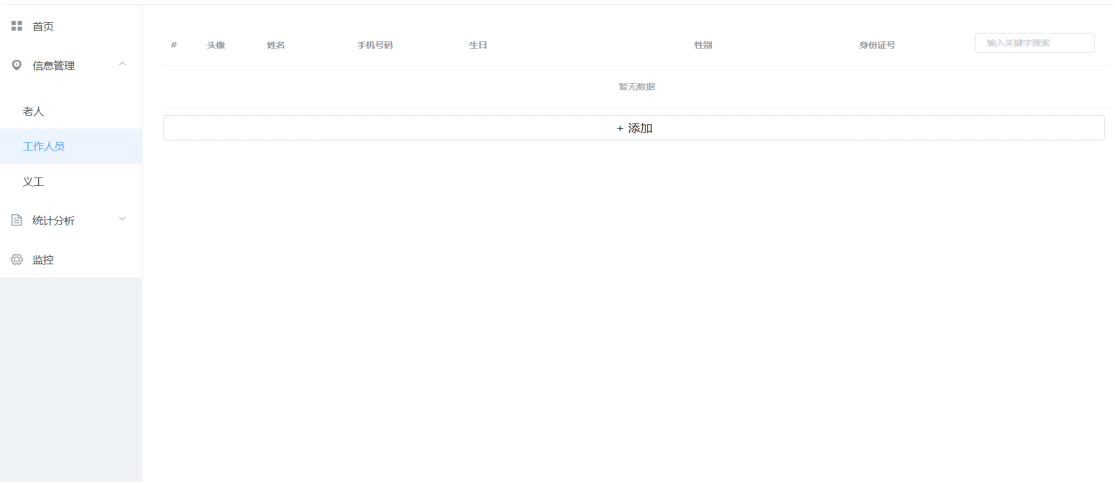 首页
信息管理
老人
工作人员
义工
统计分析
监控
# 头像 姓名 手机号码 生日 性别 身份证号 输入关键字搜索
暂无数据
+ 添加